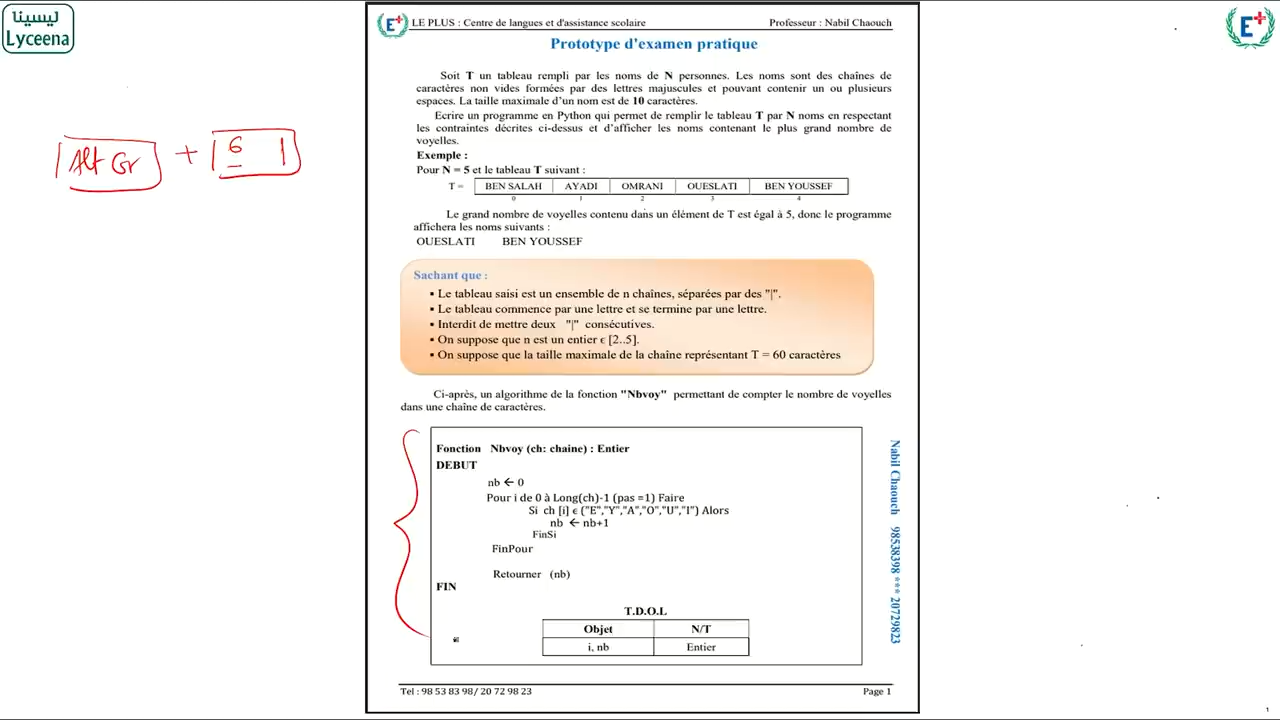 ليسينا
Lyceena
Alt Gr + 6 |
E+
LE PLUS : Centre de langues et d'assistance scolaire Professeur : Nabil Chaouch
E+
Prototype d'examen pratique
Soit T un tableau rempli par les noms de N personnes. Les noms sont des chaînes de
caractères non vides formées par des lettres majuscules et pouvant contenir un ou plusieurs
espaces. La taille maximale d'un nom est de 10 caractères.
Ecrire un programme en Python qui permet de remplir le tableau T par N noms en respectant
les contraintes décrites ci-dessus et d'afficher les noms contenant le plus grand nombre de
voyelles.
Exemple :
Pour N = 5 et le tableau T suivant :
T = BEN SALAH AYADI OMRANI OUESLATI BEN YOUSSEF
0 1 2 3 4
Le grand nombre de voyelles contenu dans un élément de T est égal à 5, donc le programme
affichera les noms suivants :
OUESLATI BEN YOUSSEF
Sachant que :
▪ Le tableau saisi est un ensemble de n chaînes, séparées par des "|".
▪ Le tableau commence par une lettre et se termine par une lettre.
▪ Interdit de mettre deux "|" consécutives.
▪ On suppose que n est un entier ϵ [2..5].
▪ On suppose que la taille maximale de la chaîne représentant T = 60 caractères
Ci-après, un algorithme de la fonction "Nbvoy" permettant de compter le nombre de voyelles
dans une chaîne de caractères.
Fonction Nbvoy (ch: chaine) : Entier
DEBUT
nb ← 0
Pour i de 0 à Long(ch)-1 (pas =1) Faire
Si ch [i] ϵ ("E","Y","A","O","U","I") Alors
nb ← nb+1
FinSi
FinPour
Retourner (nb)
FIN
T.D.O.L
Objet N/T
i, nb Entier
Nabil Chaouch 98538398 *** 20729823
Tel : 98 53 83 98/ 20 72 98 23 Page 1
1